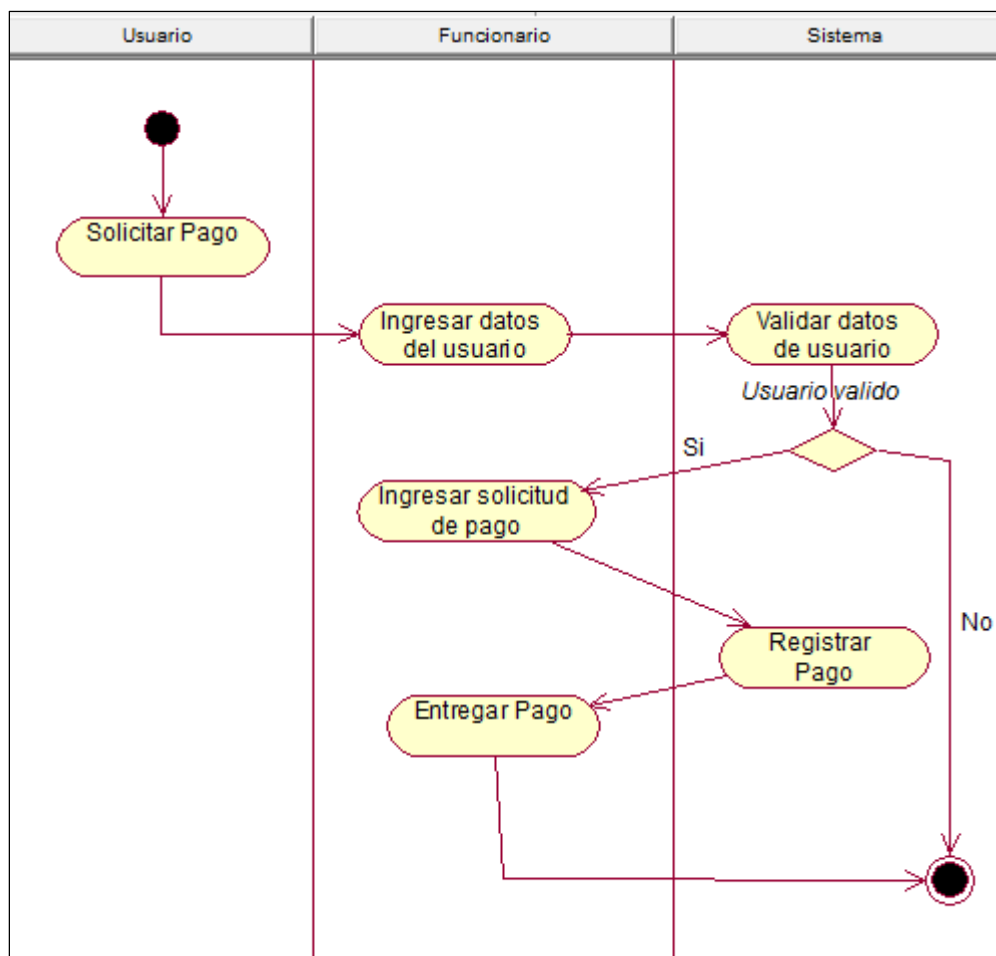 Usuario
Funcionario
Sistema
Solicitar Pago
Ingresar datos
del usuario
Validar datos
de usuario
Usuario valido
Si
Ingresar solicitud
de pago
No
Registrar
Pago
Entregar Pago